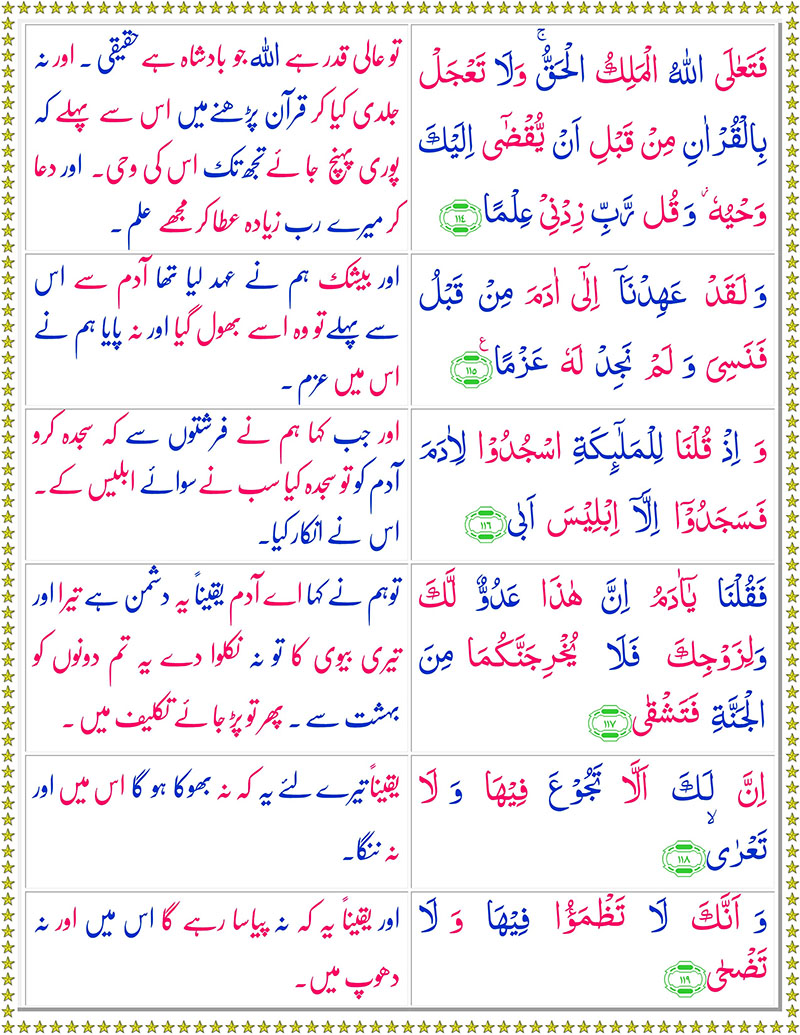 فَتَعٰلَى اللهُ الْمَلِكُ الْحَقُّ ۚ وَلَا تَعْجَلْ
بِالْقُرْاٰنِ مِنْ قَبْلِ اَنْ يُّقْضٰٓى اِلَيْكَ
وَحْيُهٗ ۫ وَقُل رَّبِّ زِدْنِيْ عِلْمًا ١١٤
تو عالی قدر ہے اللہ جو بادشاہ ہے حقیقی ۔ اور نہ
جلدی کیا کر قرآن پڑھنے میں اس سے پہلے کہ
پوری پہنچ جائے تجھ تک اس کی وحی۔ اور دعا
کر میرے رب زیادہ عطا کر مجھے علم ۔
وَ لَقَدْ عَهِدْنَآ اِلٰٓى اٰدَمَ مِنْ قَبْلُ
فَنَسِىَ وَ لَمْ نَجِدْ لَهٗ عَزْمًا ۧ ١١٥
اور بیشک ہم نے عہد لیا تھا آدم سے اس
سے پہلے تو وہ اسے بھول گیا اور نہ پایا ہم نے
اس میں عزم ۔
وَ اِذْ قُلْنَا لِلْمَلٰٓئِكَةِ اسْجُدُوْا لِاٰدَمَ
فَسَجَدُوْٓا اِلَّآ اِبْلِيْسَ اَبٰى ١١٦
اور جب کہا ہم نے فرشتوں سے کہ سجدہ کرو
آدم کو تو سجدہ کیا سب نے سوائے ابلیس کے۔
اس نے انکار کیا۔
فَقُلْنَا يٰٓاٰدَمُ اِنَّ هٰذَا عَدُوٌّ لَّكَ
وَلِزَوْجِكَ فَلَا يُخْرِجَنَّكُمَا مِنَ
الْجَنَّةِ فَتَشْقٰى ١١٧
تو ہم نے کہا اے آدم یقیناً یہ دشمن ہے تیرا اور
تیری بیوی کا تو نہ نکلوا دے یہ تم دونوں کو
بہشت سے ۔ پھر تو پڑ جائے تکلیف میں ۔
اِنَّ لَكَ اَلَّا تَجُوْعَ فِيْهَا وَ لَا
تَعْرٰى ۙ ١١٨
یقیناً تیرے لئے یہ کہ نہ بھوکا ہو گا اس میں اور
نہ ننگا۔
وَ اَنَّكَ لَا تَظْمَؤُا فِيْهَا وَ لَا
تَضْحٰى ١١٩
اور یقیناً یہ کہ نہ پیاسا رہے گا اس میں اور نہ
دھوپ میں۔